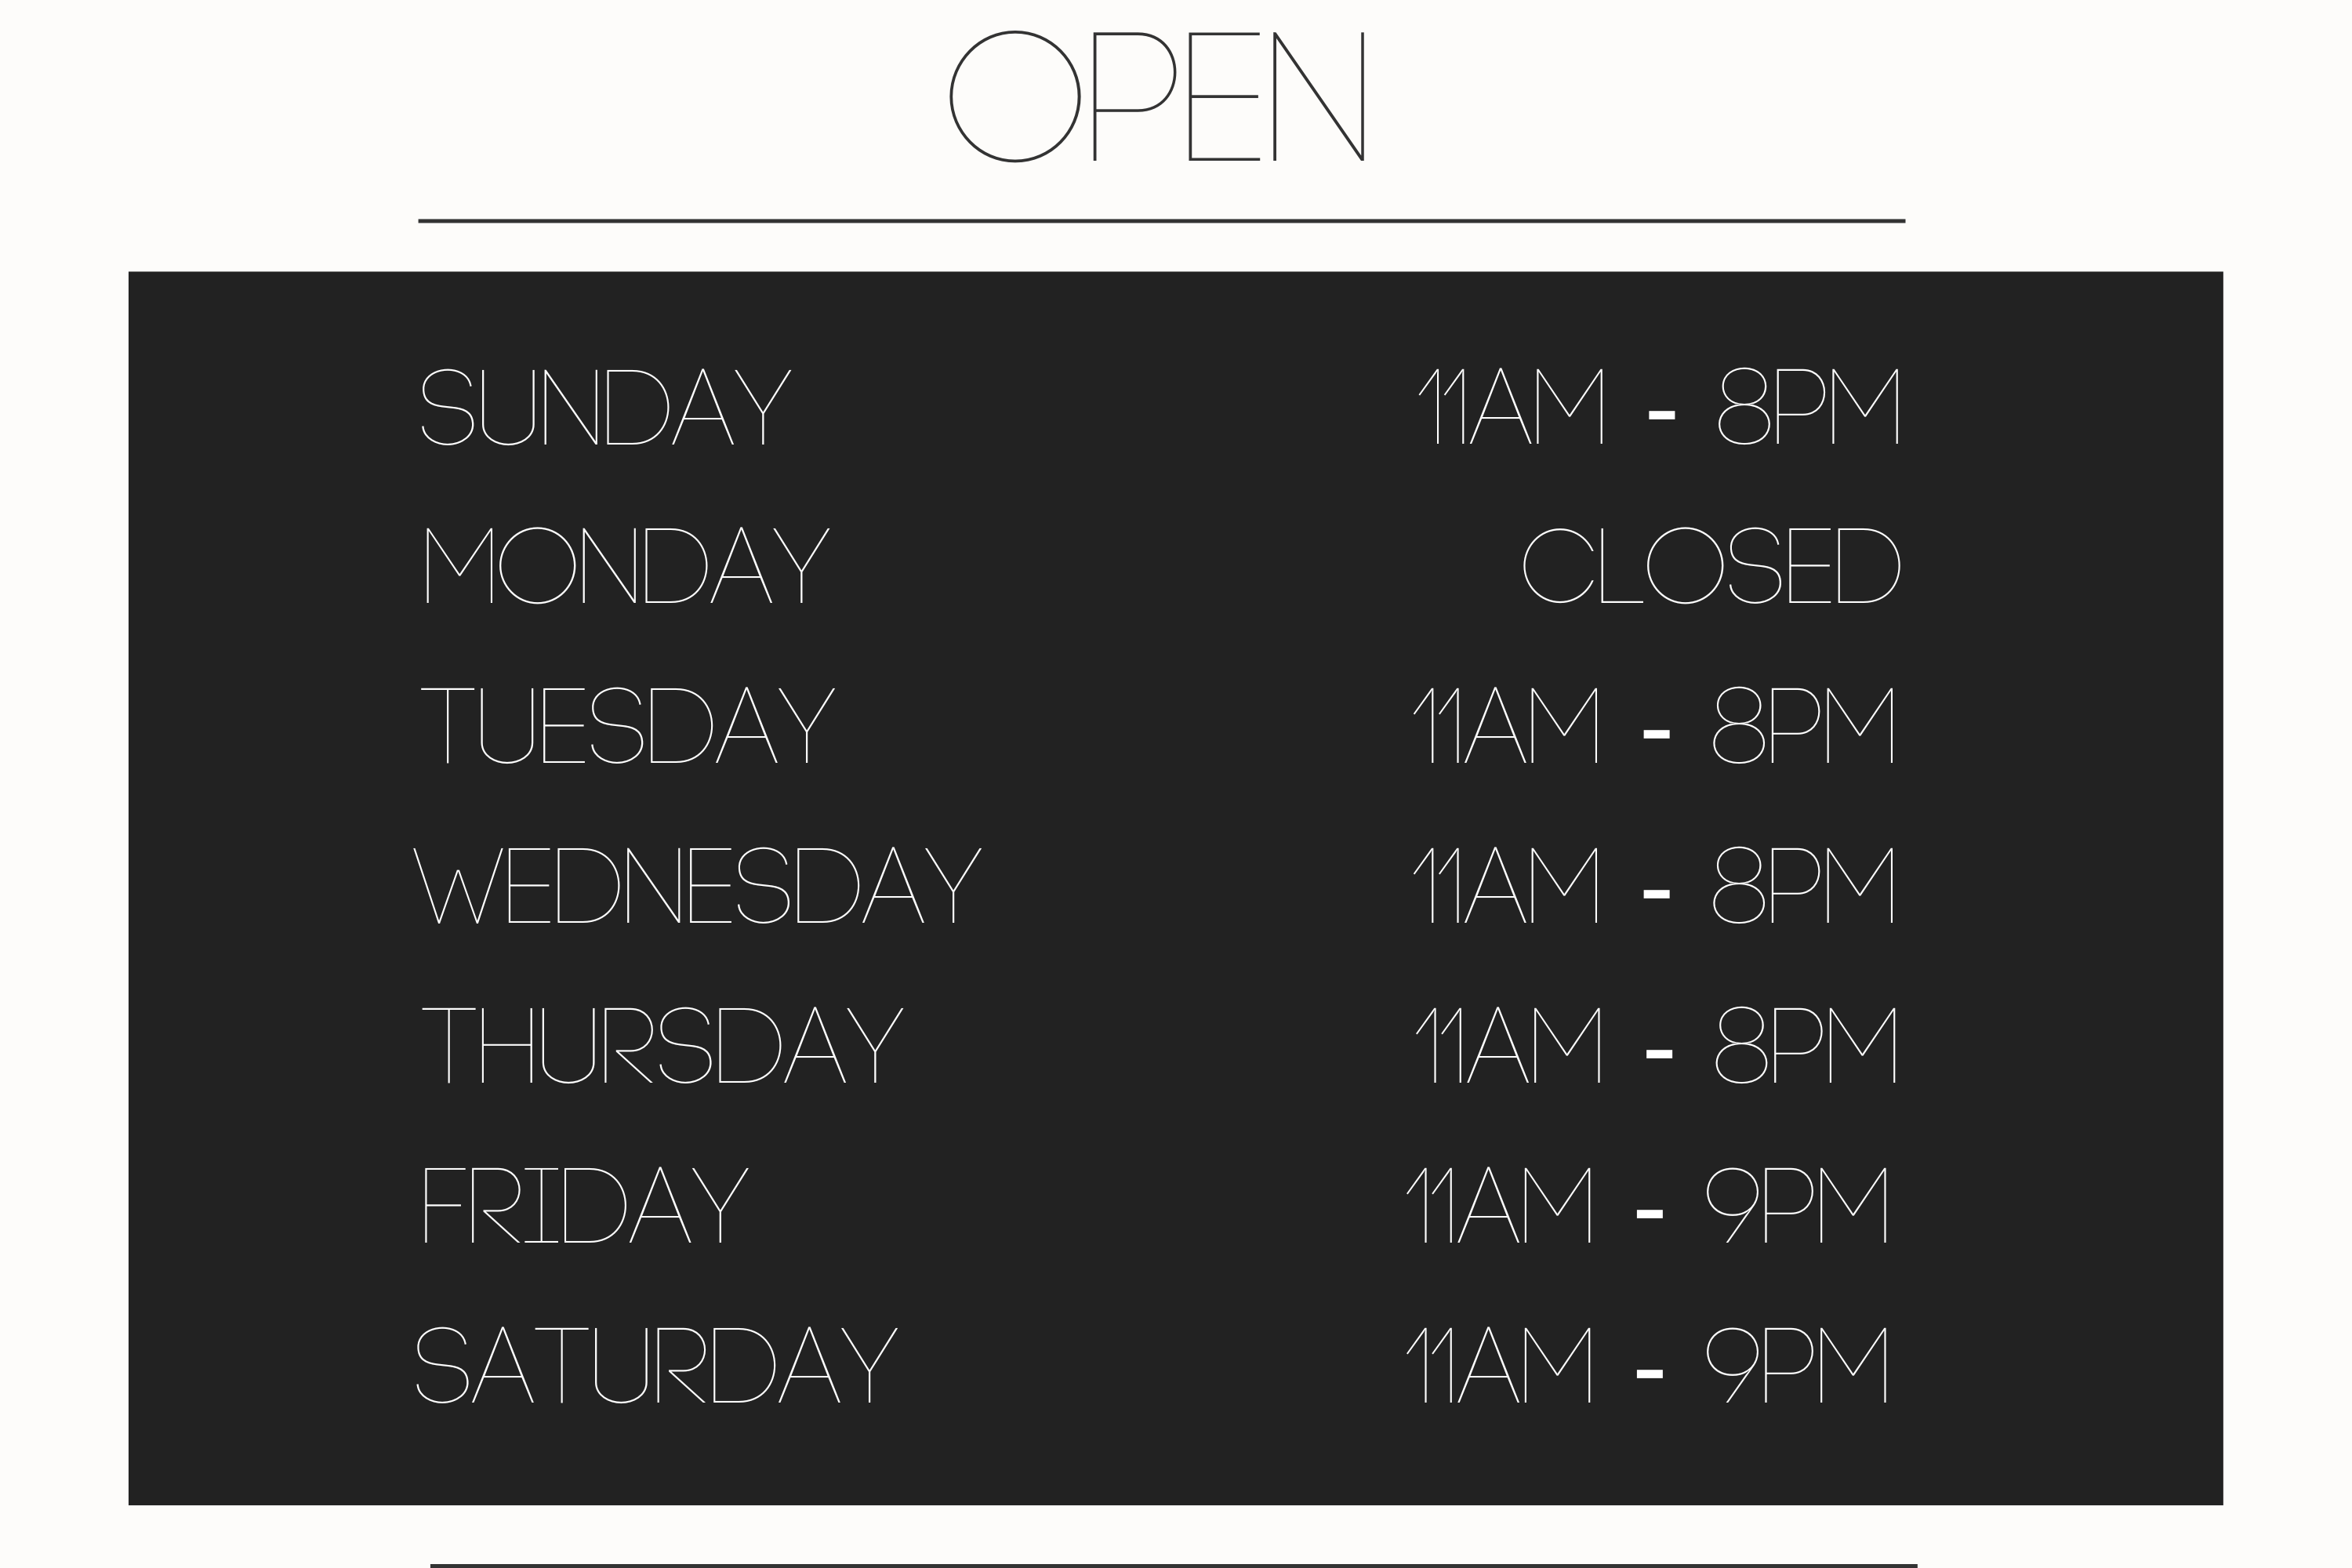 OPEN
SUNDAY 11AM - 8PM
MONDAY CLOSED
TUESDAY 11AM - 8PM
WEDNESDAY 11AM - 8PM
THURSDAY 11AM - 8PM
FRIDAY 11AM - 9PM
SATURDAY 11AM - 9PM